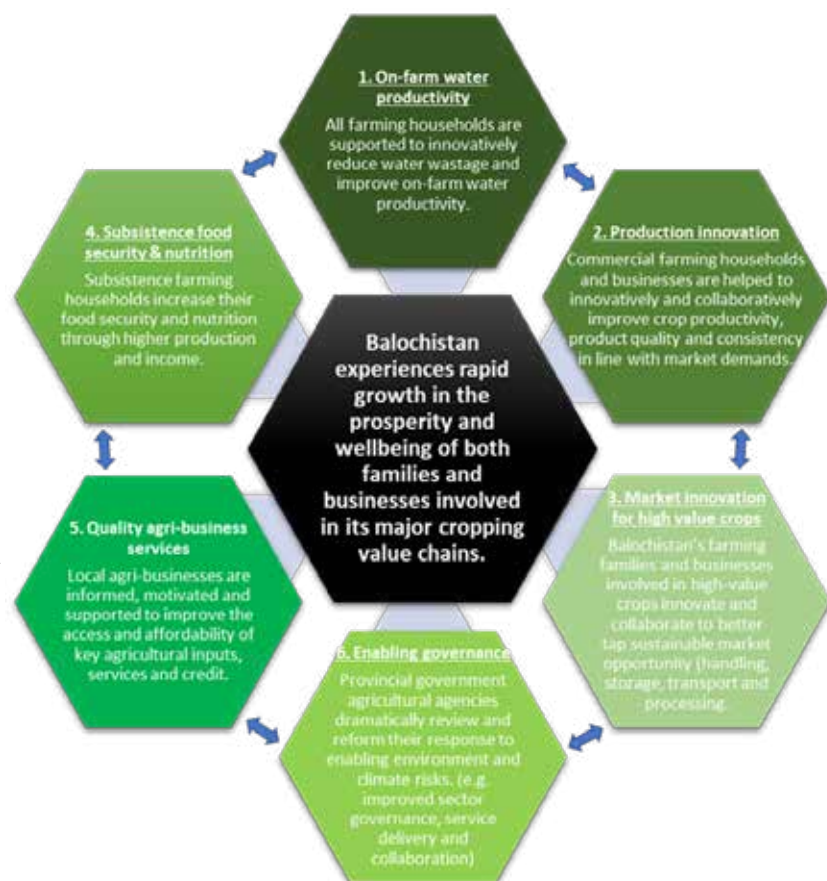 1. On-farm water
productivity
All farming households are
supported to innovatively
reduce water wastage and
improve on-farm water
productivity.
2. Production innovation
Commercial farming households
and businesses are helped to
innovatively and collaboratively
improve crop productivity,
product quality and consistency
in line with market demands.
3. Market innovation
for high value crops
Balochistan's farming
families and businesses
involved in high-value
crops innovate and
collaborate to better
tap sustainable market
opportunity (handling,
storage, transport and
processing.
4. Subsistence food
security & nutrition
Subsistence farming
households increase their
food security and nutrition
through higher production
and income.
5. Quality agri-business
services
Local agri-businesses are
informed, motivated and
supported to improve the
access and affordability of
key agricultural inputs,
services and credit.
6. Enabling governance
Provincial government
agricultural agencies
dramatically review and
reform their response to
enabling environment and
climate risks. (e.g.
improved sector
governance, service
delivery and
collaboration)
Balochistan
experiences rapid
growth in the
prosperity and
wellbeing of both
families and
businesses involved
in its major cropping
value chains.